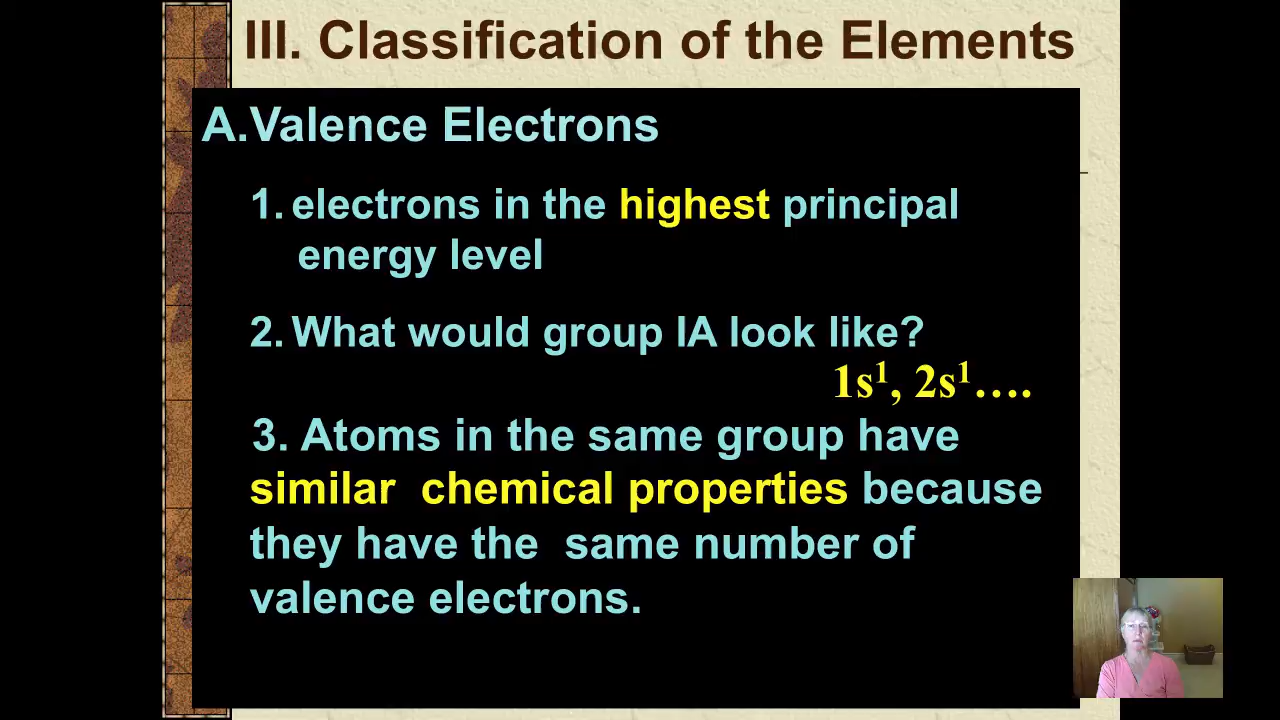 III. Classification of the Elements
A.Valence Electrons
1. electrons in the highest principal
energy level
2. What would group IA look like?
1s¹, 2s¹....
3. Atoms in the same group have
similar chemical properties because
they have the same number of
valence electrons.